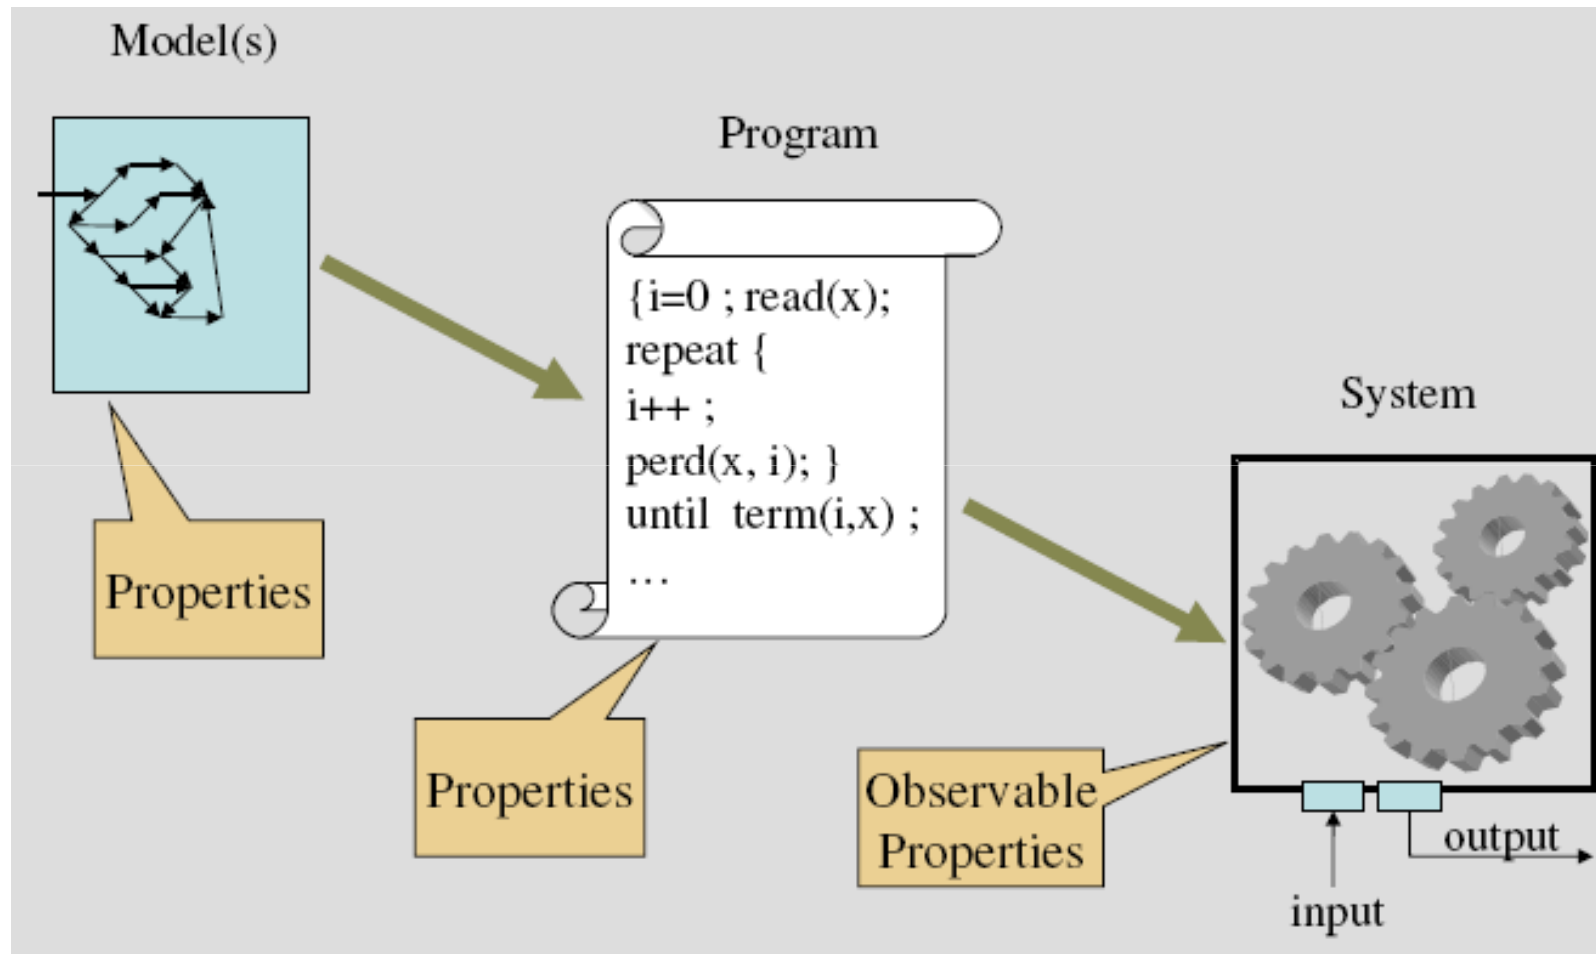 Model(s)
Program
{i=0 ; read(x);
repeat {
i++ ;
perd(x, i); }
until term(i,x) ;
…
System
Properties
Properties
Observable
Properties
output
input